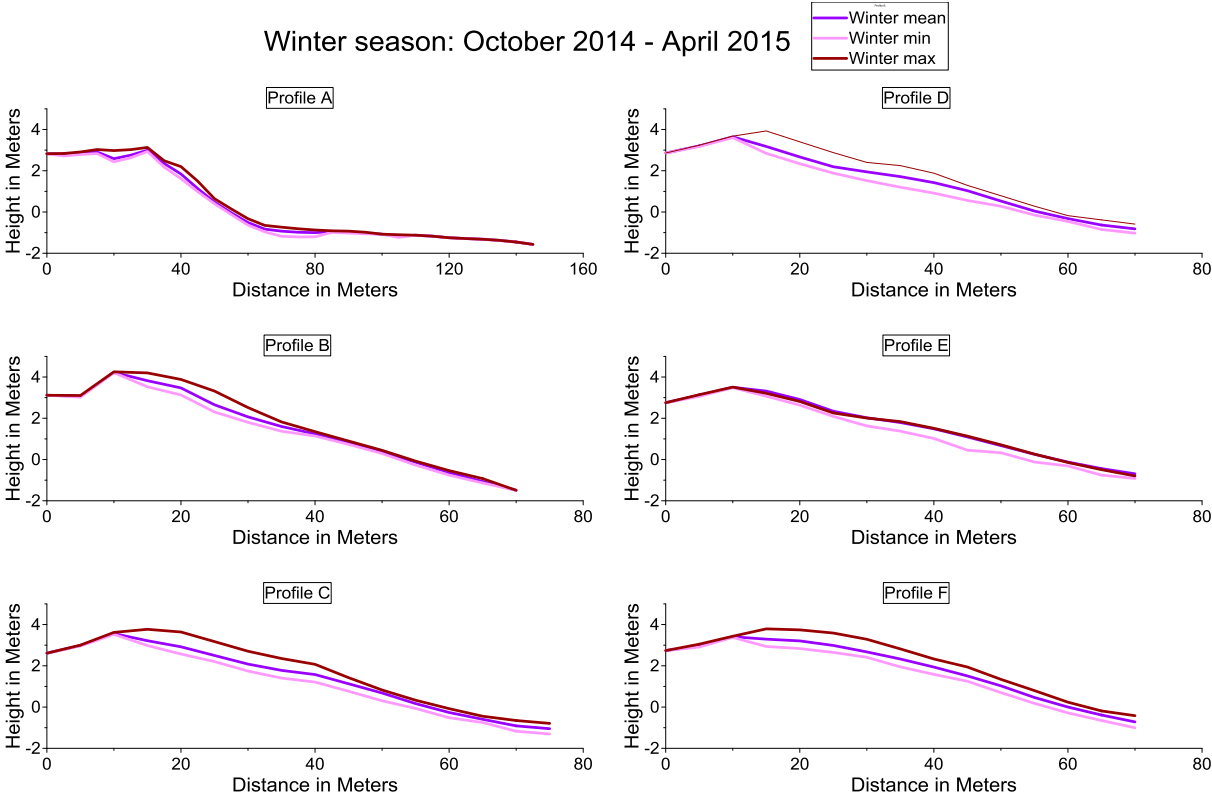 Winter season: October 2014 - April 2015
Winter mean
Winter min
Winter max
Profile A
Height in Meters
4
2
0
-2
0 40 80 120 160
Distance in Meters
Profile D
Height in Meters
4
2
0
-2
0 20 40 60 80
Distance in Meters
Profile B
Height in Meters
4
2
0
-2
0 20 40 60 80
Distance in Meters
Profile E
Height in Meters
4
2
0
-2
0 20 40 60 80
Distance in Meters
Profile C
Height in Meters
4
2
0
-2
0 20 40 60 80
Distance in Meters
Profile F
Height in Meters
4
2
0
-2
0 20 40 60 80
Distance in Meters